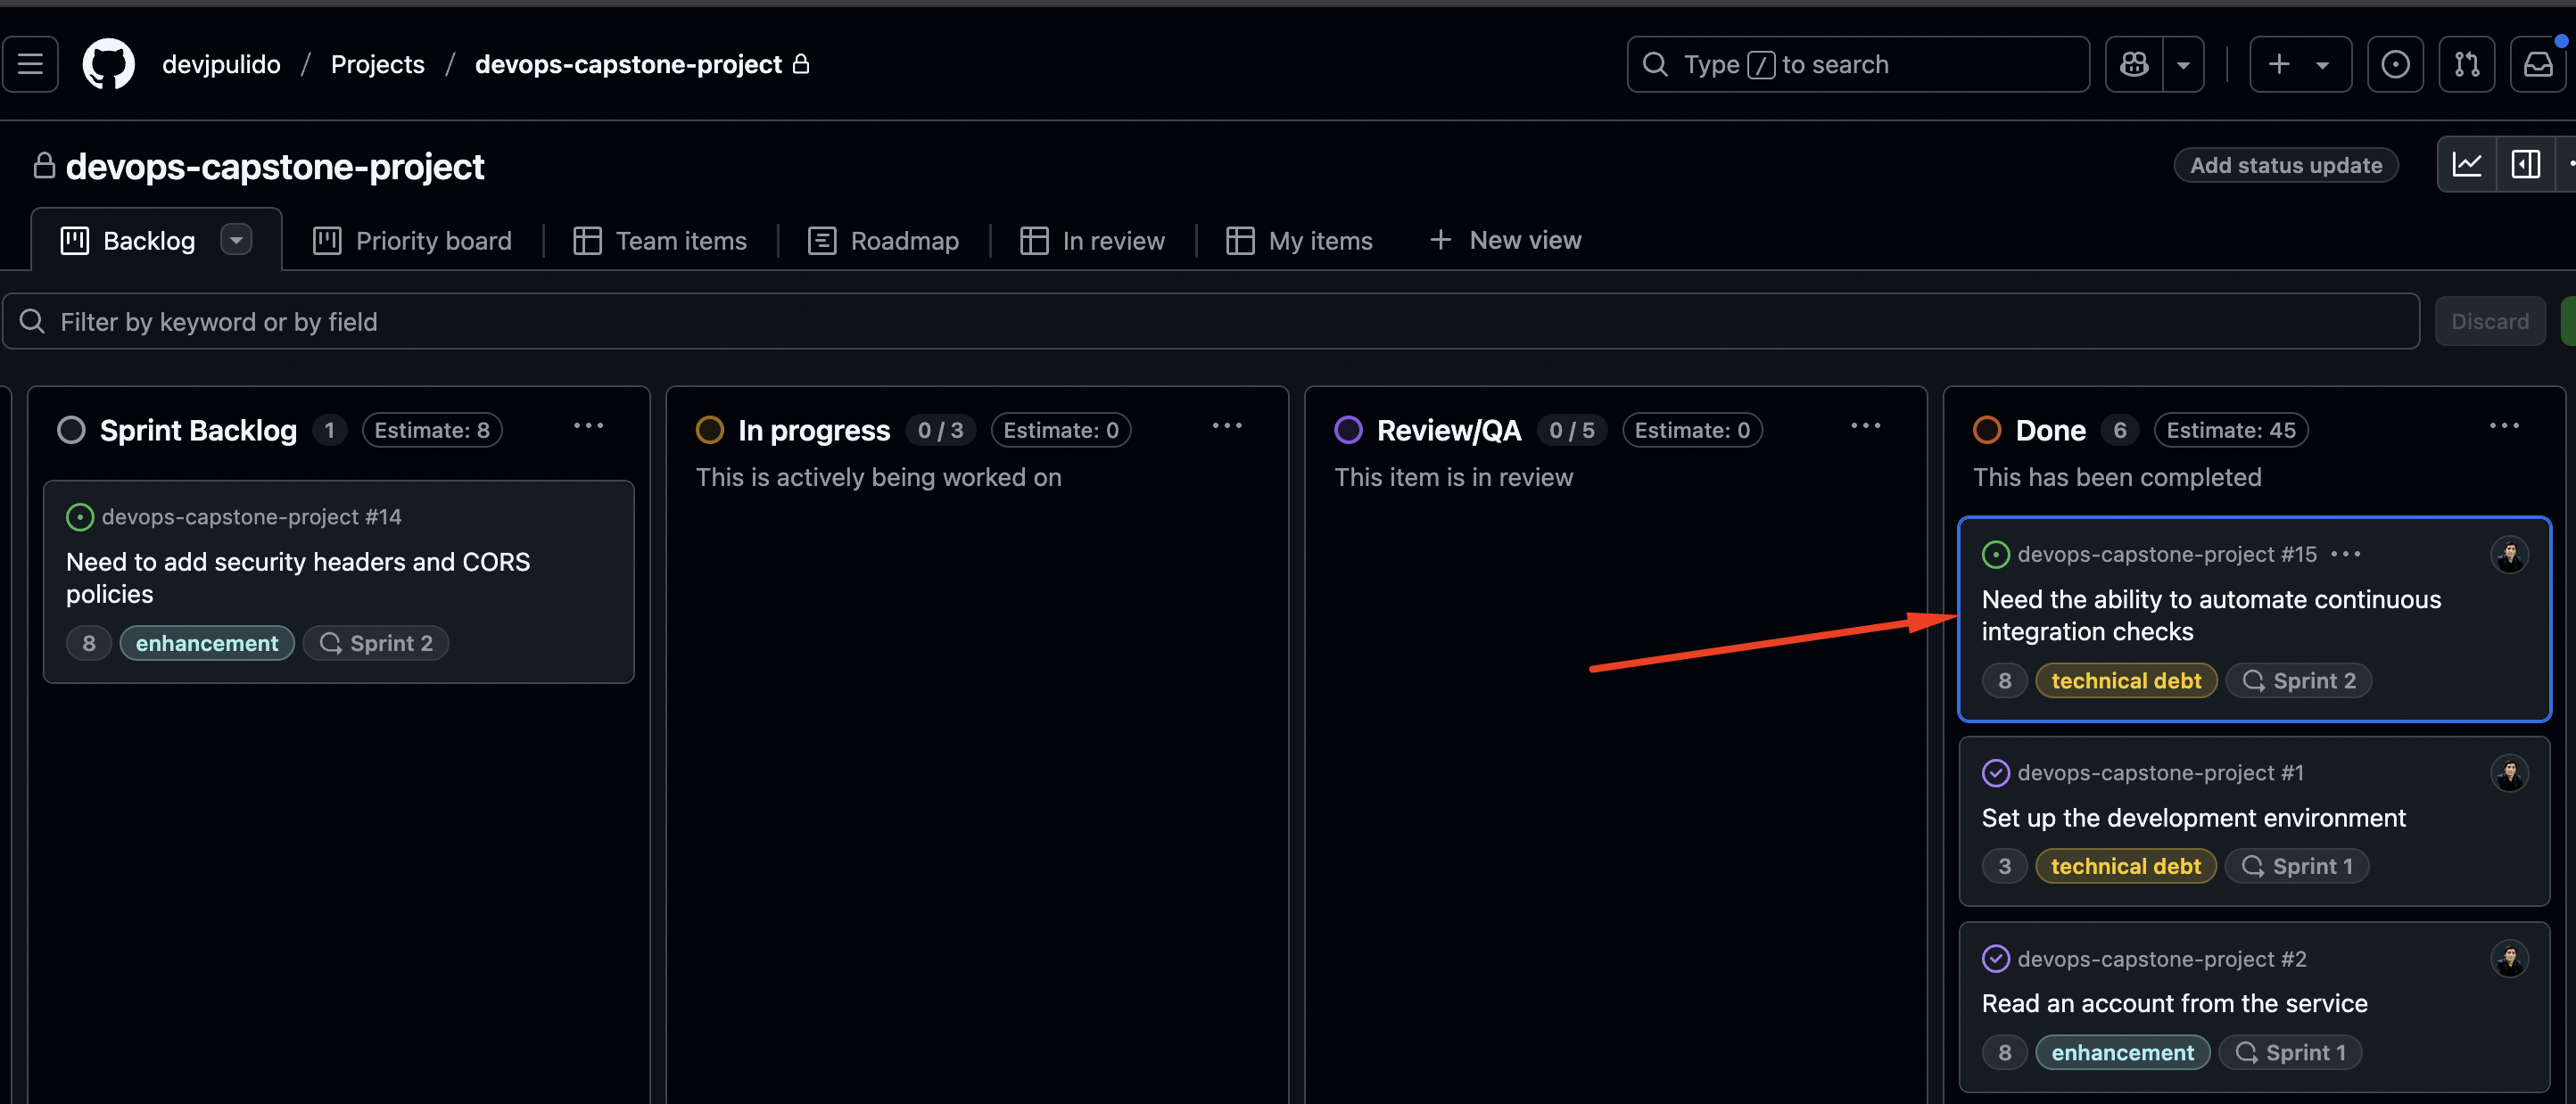 devjpulido / Projects / devops-capstone-project
Type / to search
devops-capstone-project
Add status update
Backlog
Priority board
Team items
Roadmap
In review
My items
New view
Filter by keyword or by field
Discard
Sprint Backlog 1 Estimate: 8
devops-capstone-project #14
Need to add security headers and CORS
policies
8 enhancement Sprint 2
In progress 0 / 3 Estimate: 0
This is actively being worked on
Review/QA 0 / 5 Estimate: 0
This item is in review
Done 6 Estimate: 45
This has been completed
devops-capstone-project #15
Need the ability to automate continuous
integration checks
8 technical debt Sprint 2
devops-capstone-project #1
Set up the development environment
3 technical debt Sprint 1
devops-capstone-project #2
Read an account from the service
8 enhancement Sprint 1